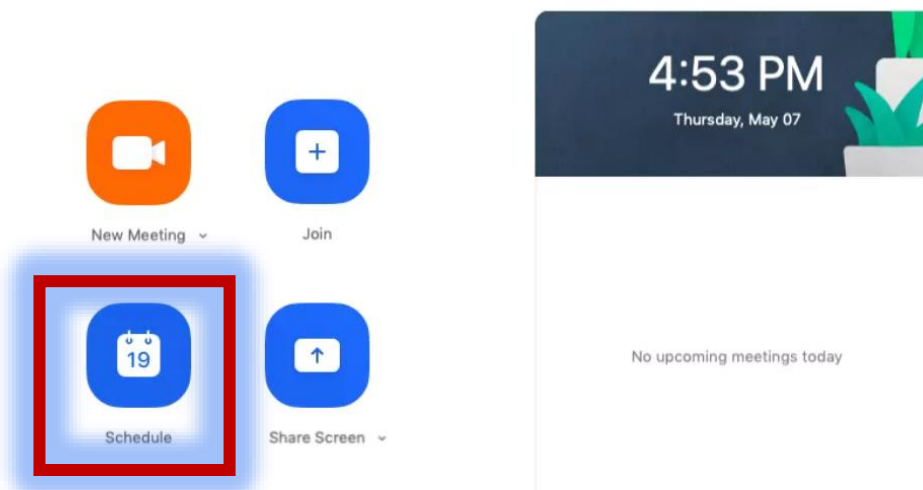 4:53 PM
Thursday, May 07
New Meeting
Join
19
Schedule
Share Screen
No upcoming meetings today